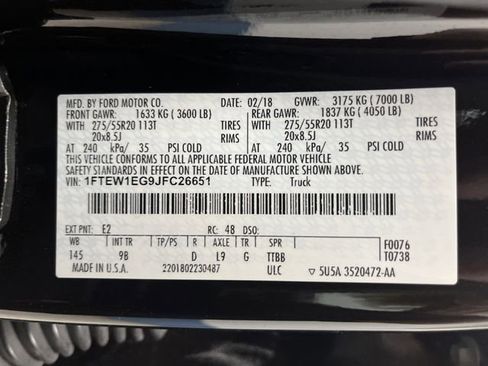 MFD. BY FORD MOTOR CO. DATE: 02/18 GVWR: 3175 KG ( 7000 LB)
FRONT GAWR: 1633 KG ( 3600 LB) REAR GAWR: 1837 KG ( 4050 LB)
WITH 275/55R20 113T TIRES WITH 275/55R20 113T TIRES
20x8.5J RIMS 20x8.5J RIMS
AT 240 kPa/ 35 PSI COLD AT 240 kPa/ 35 PSI COLD
THIS VEHICLE CONFORMS TO ALL APPLICABLE FEDERAL MOTOR VEHICLE
SAFETY STANDARDS IN EFFECT ON THE DATE OF MANUFACTURE SHOWN ABOVE.
VIN: 1FTEW1EG9JFC26651 TYPE: Truck
EXT PNT: E2 RC: 48 DSO: F0076
WB INT TR TP/PS R AXLE TR SPR T0738
145 9B D L9 G TTBB
MADE IN U.S.A. 2201802230487 ULC ▽ 5U5A 3520472-AA